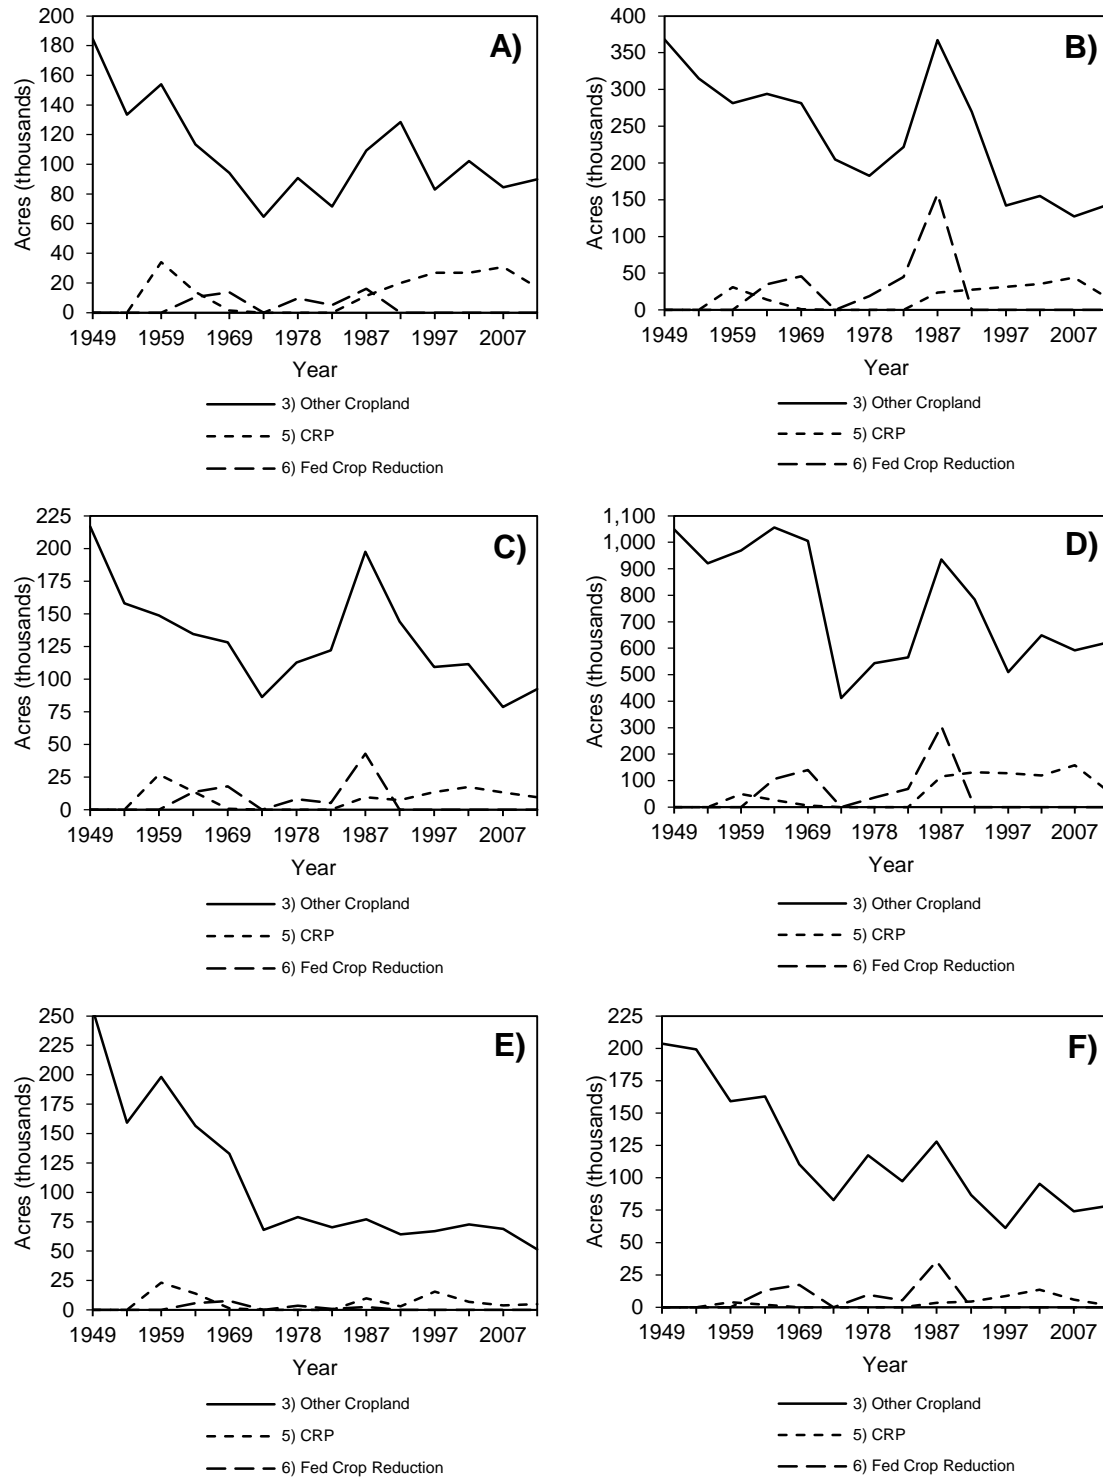 A)
Acres (thousands)
200
180
160
140
120
100
80
60
40
20
0
1949 1959 1969 1978 1987 1997 2007
Year
3) Other Cropland
5) CRP
6) Fed Crop Reduction
B)
Acres (thousands)
400
350
300
250
200
150
100
50
0
1949 1959 1969 1978 1987 1997 2007
Year
3) Other Cropland
5) CRP
6) Fed Crop Reduction
C)
Acres (thousands)
225
200
175
150
125
100
75
50
25
0
1949 1959 1969 1978 1987 1997 2007
Year
3) Other Cropland
5) CRP
6) Fed Crop Reduction
D)
Acres (thousands)
1,100
1,000
900
800
700
600
500
400
300
200
100
0
1949 1959 1969 1978 1987 1997 2007
Year
3) Other Cropland
5) CRP
6) Fed Crop Reduction
E)
Acres (thousands)
250
225
200
175
150
125
100
75
50
25
0
1949 1959 1969 1978 1987 1997 2007
Year
3) Other Cropland
5) CRP
6) Fed Crop Reduction
F)
Acres (thousands)
225
200
175
150
125
100
75
50
25
0
1949 1959 1969 1978 1987 1997 2007
Year
3) Other Cropland
5) CRP
6) Fed Crop Reduction